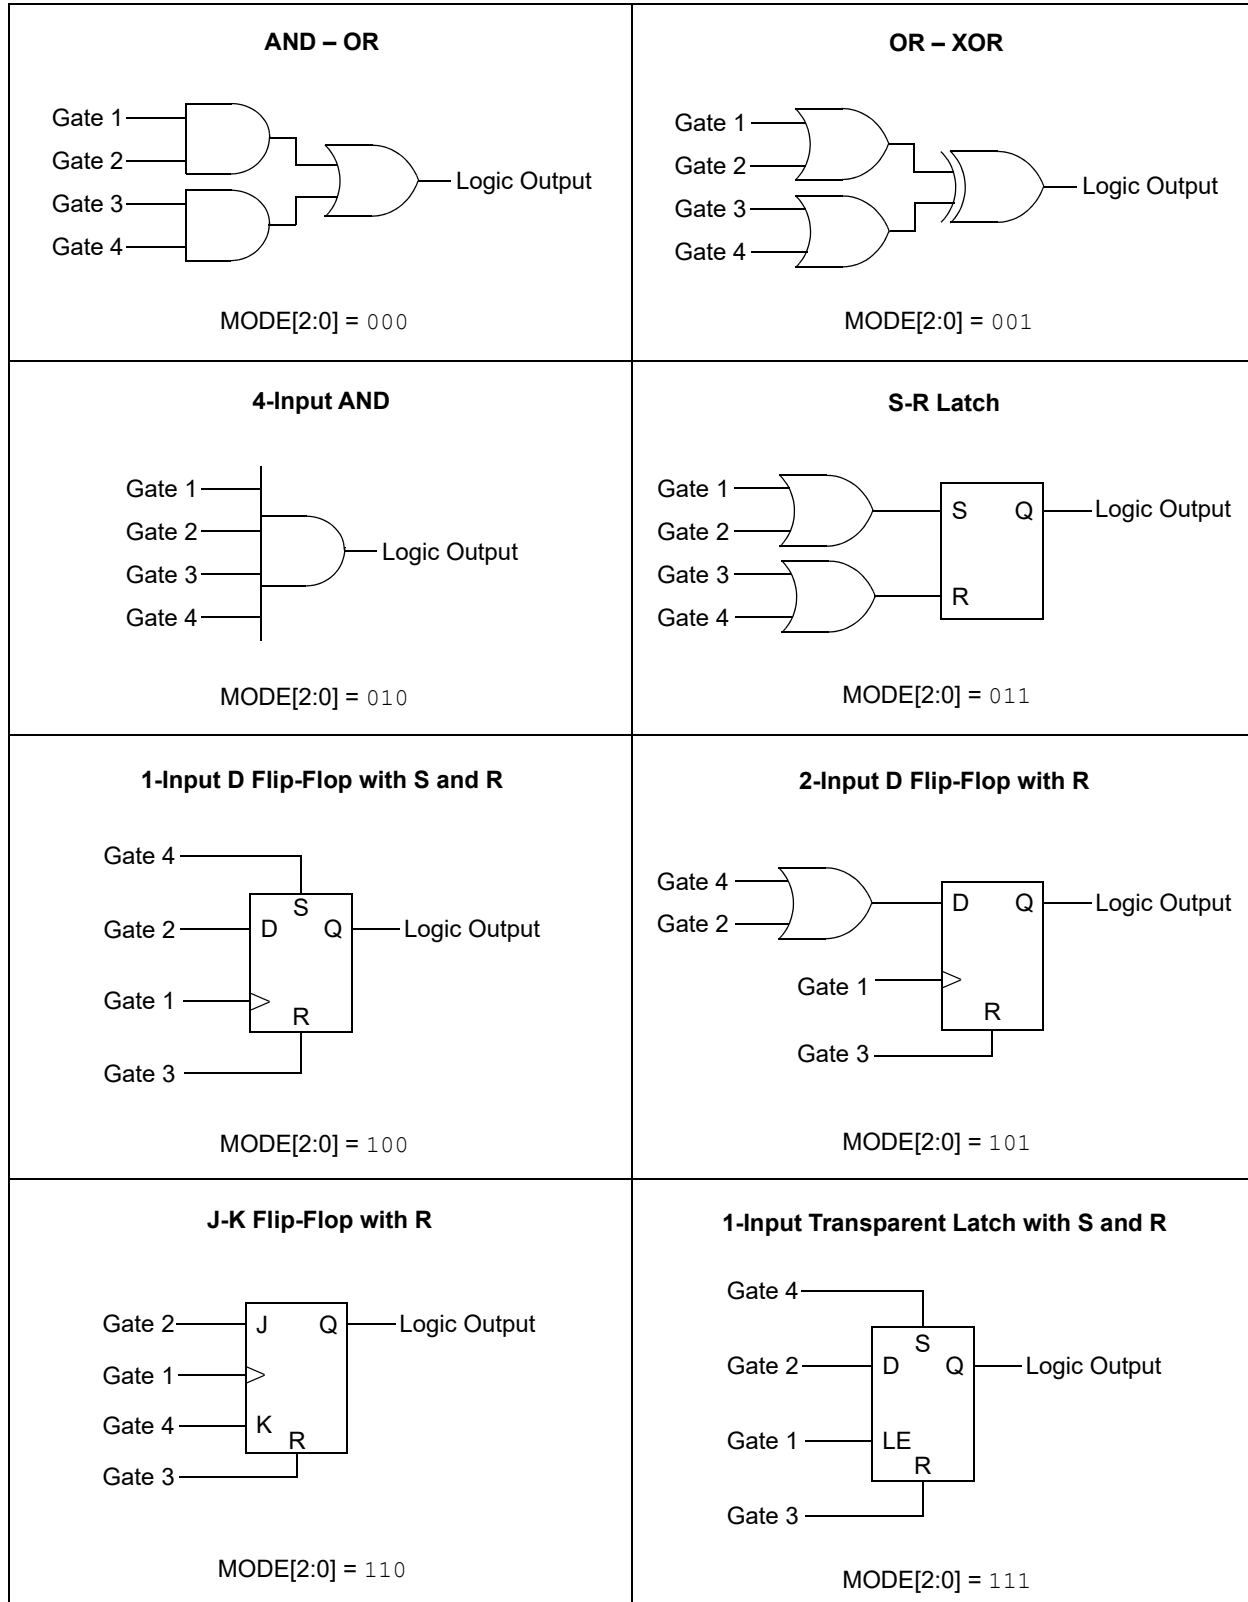 AND – OR
Gate 1
Gate 2
Gate 3
Gate 4
Logic Output
MODE[2:0] = 000
OR – XOR
Gate 1
Gate 2
Gate 3
Gate 4
Logic Output
MODE[2:0] = 001
4-Input AND
Gate 1
Gate 2
Gate 3
Gate 4
Logic Output
MODE[2:0] = 010
S-R Latch
Gate 1
Gate 2
Gate 3
Gate 4
S Q
R
Logic Output
MODE[2:0] = 011
1-Input D Flip-Flop with S and R
Gate 4
S
Gate 2
D Q
Logic Output
Gate 1
R
Gate 3
MODE[2:0] = 100
2-Input D Flip-Flop with R
Gate 4
Gate 2
D Q
Logic Output
Gate 1
R
Gate 3
MODE[2:0] = 101
J-K Flip-Flop with R
Gate 2
J Q
Logic Output
Gate 1
Gate 4
K
R
Gate 3
MODE[2:0] = 110
1-Input Transparent Latch with S and R
Gate 4
S
Gate 2
D Q
Logic Output
Gate 1
LE
R
Gate 3
MODE[2:0] = 111